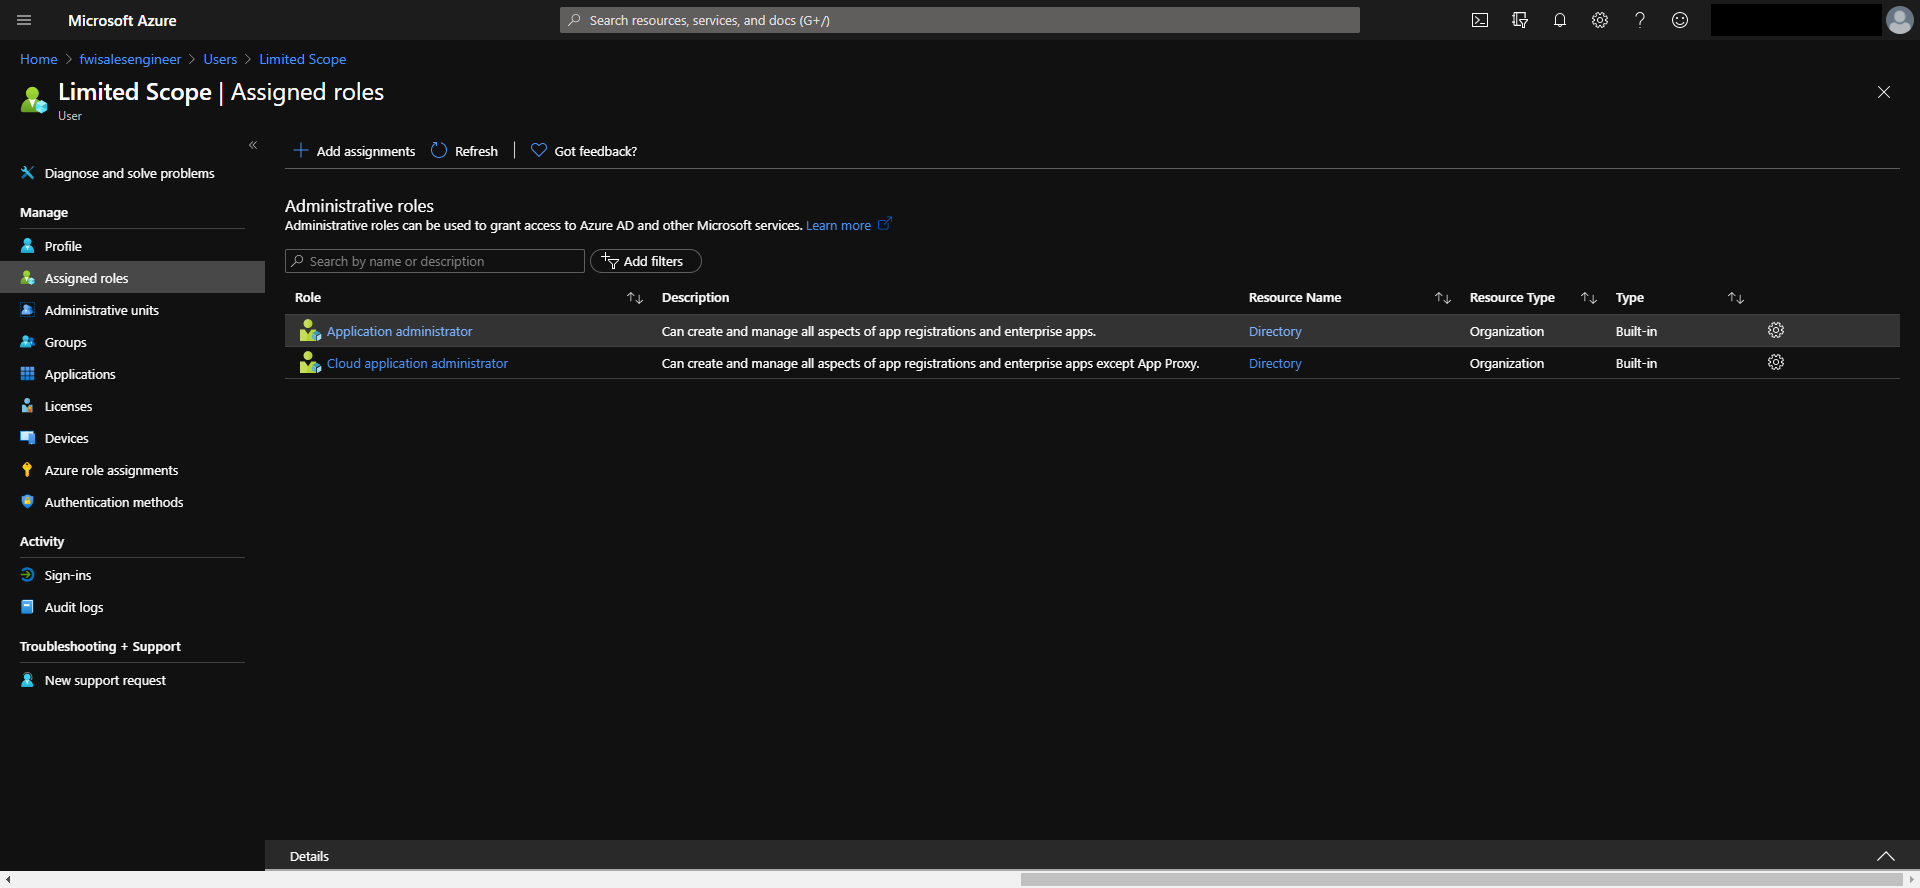 Microsoft Azure
Search resources, services, and docs (G+/)
Home > fwisalesengineer > Users > Limited Scope
Limited Scope | Assigned roles
User
«
Add assignments Refresh | Got feedback?
Diagnose and solve problems
Manage
Profile
Assigned roles
Administrative units
Groups
Applications
Licenses
Devices
Azure role assignments
Authentication methods
Activity
Sign-ins
Audit logs
Troubleshooting + Support
New support request
Administrative roles
Administrative roles can be used to grant access to Azure AD and other Microsoft services. Learn more
Search by name or description Add filters
Role Description Resource Name Resource Type Type
Application administrator Can create and manage all aspects of app registrations and enterprise apps. Directory Organization Built-in
Cloud application administrator Can create and manage all aspects of app registrations and enterprise apps except App Proxy. Directory Organization Built-in
Details